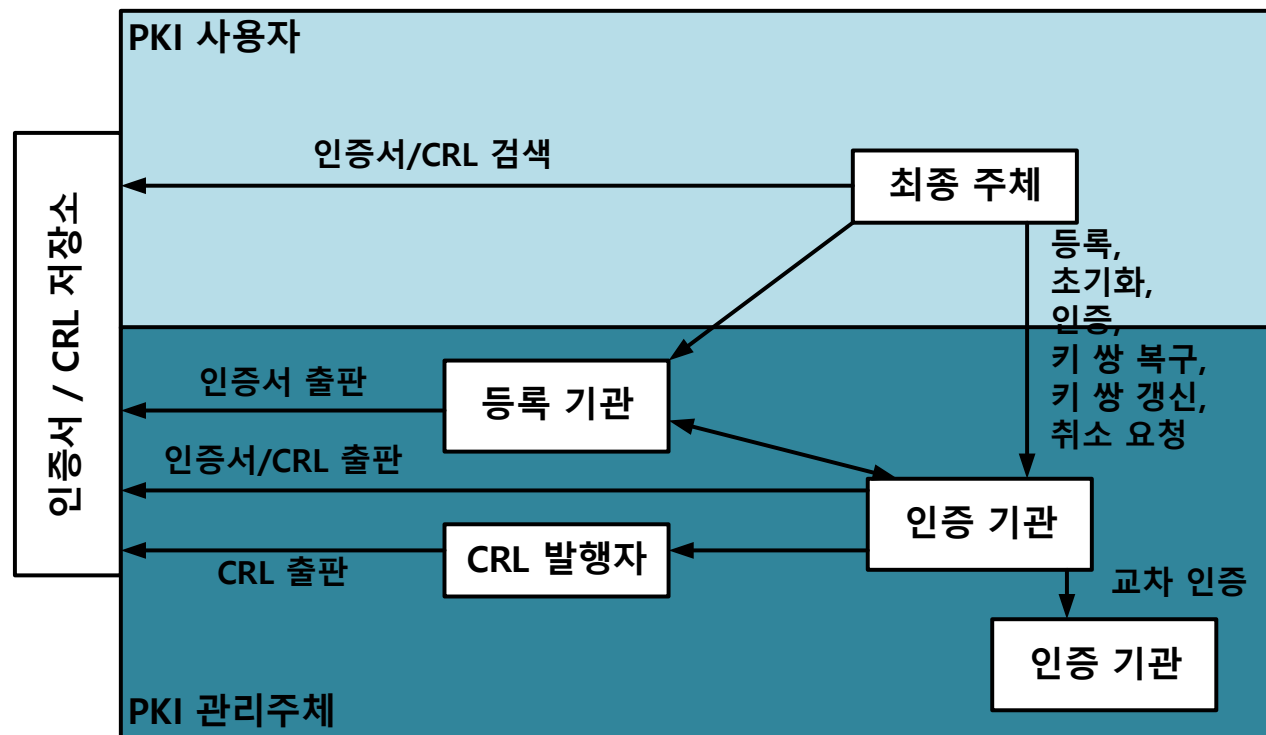 PKI 사용자
인증서/CRL 검색
최종 주체
인증서 / CRL 저장소
등록,
초기화,
인증,
키 쌍 복구,
키 쌍 갱신,
취소 요청
인증서 출판
등록 기관
인증서/CRL 출판
인증 기관
CRL 출판
CRL 발행자
교차 인증
인증 기관
PKI 관리주체